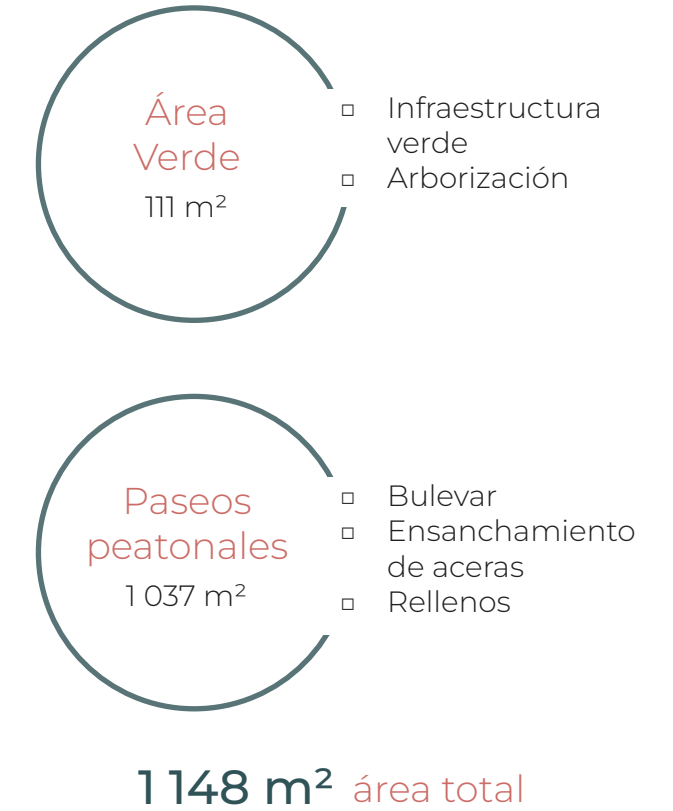 Área
Verde
111 m²
▫ Infraestructura
verde
▫ Arborización
Paseos
peatonales
1 037 m²
▫ Bulevar
▫ Ensanchamiento
de aceras
▫ Rellenos
1 148 m² área total